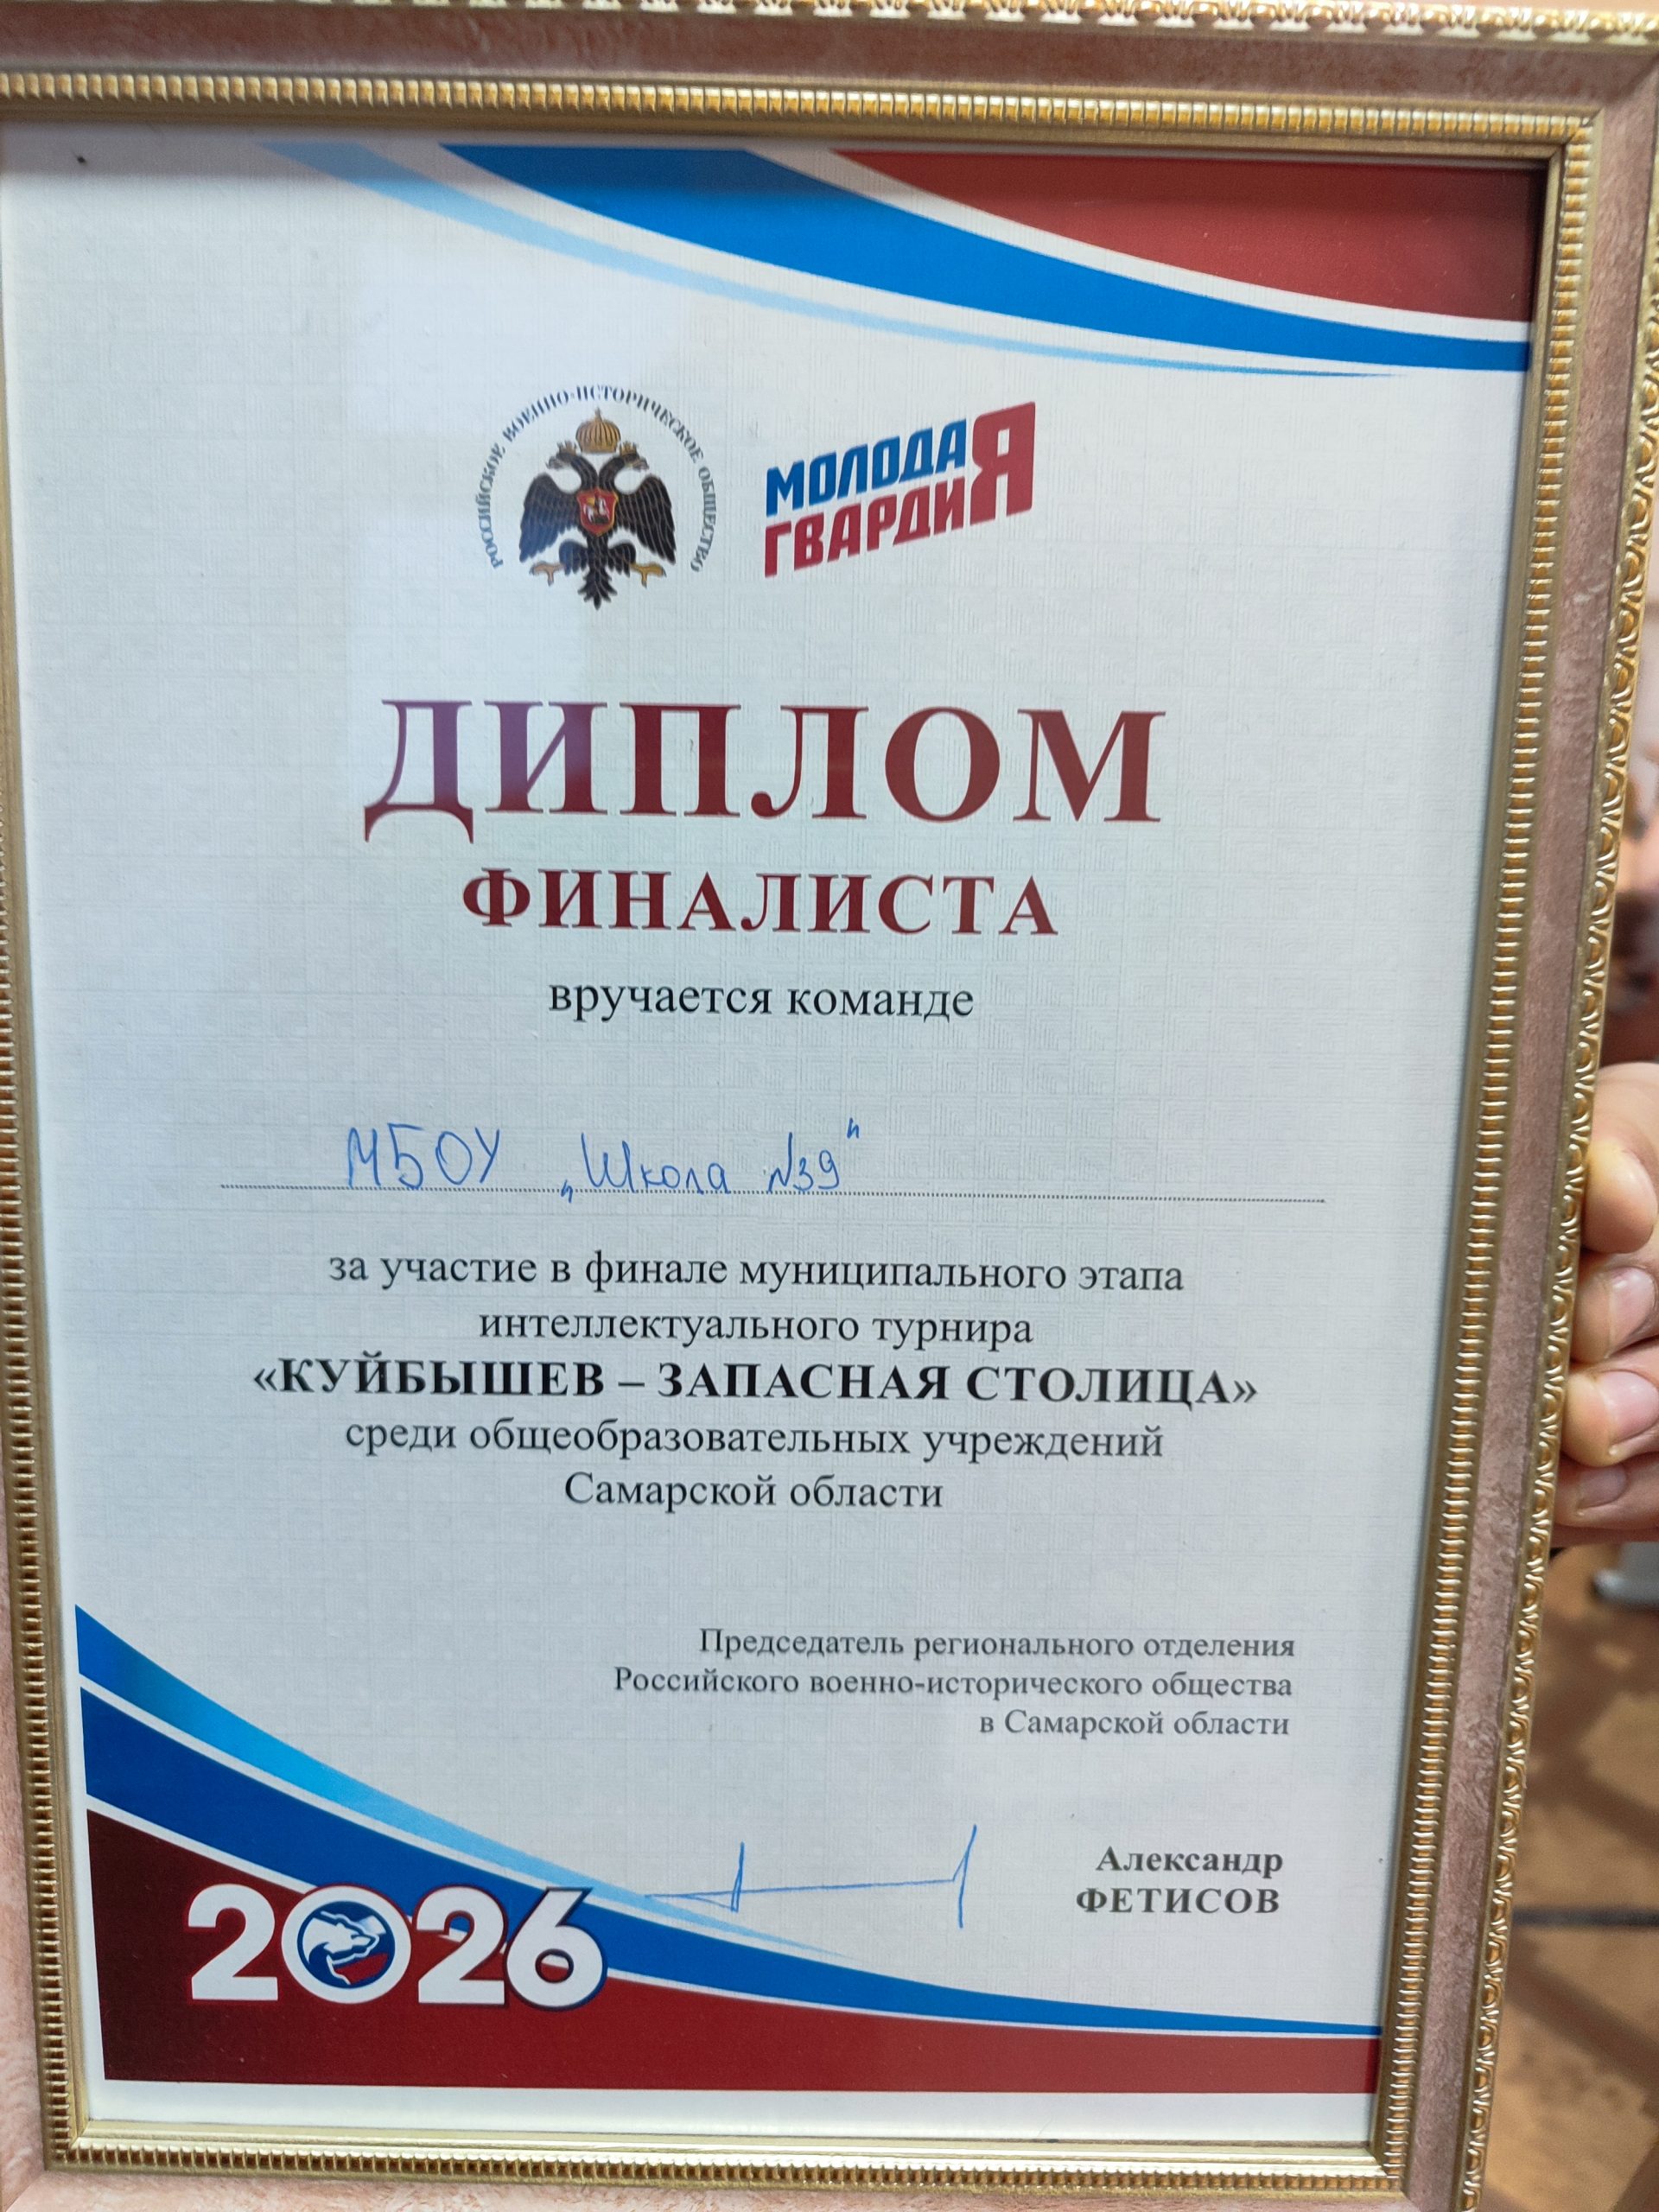 РОССИЙСКОЕ ВОЕННО-ИСТОРИЧЕСКОЕ ОБЩЕСТВО
МОЛОДАЯ
ГВАРДИЯ
ДИПЛОМ
ФИНАЛИСТА
вручается команде
МБОУ „Школа №39"
за участие в финале муниципального этапа
интеллектуального турнира
«КУЙБЫШЕВ – ЗАПАСНАЯ СТОЛИЦА»
среди общеобразовательных учреждений
Самарской области
Председатель регионального отделения
Российского военно-исторического общества
в Самарской области
Александр
ФЕТИСОВ
2026